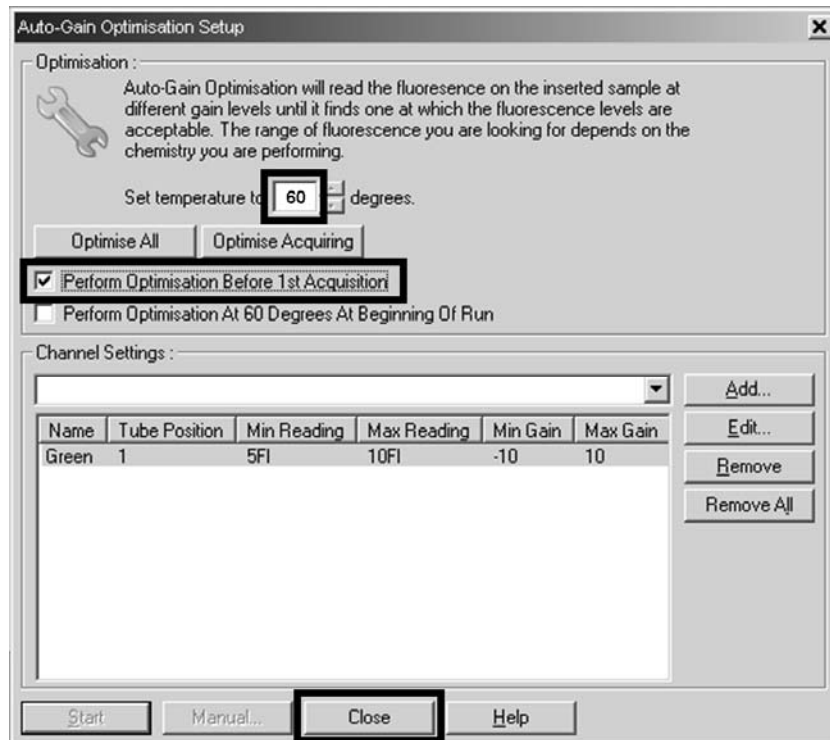 Auto-Gain Optimisation Setup
Optimisation :
Auto-Gain Optimisation will read the fluoresence on the inserted sample at
different gain levels until it finds one at which the fluorescence levels are
acceptable. The range of fluorescence you are looking for depends on the
chemistry you are performing.
Set temperature to 60 degrees.
Optimise All Optimise Acquiring
Perform Optimisation Before 1st Acquisition
Perform Optimisation At 60 Degrees At Beginning Of Run
Channel Settings :
Add...
Name Tube Position Min Reading Max Reading Min Gain Max Gain Edit...
Green 1 5Fl 10Fl -10 10
Remove
Remove All
Start Manual... Close Help